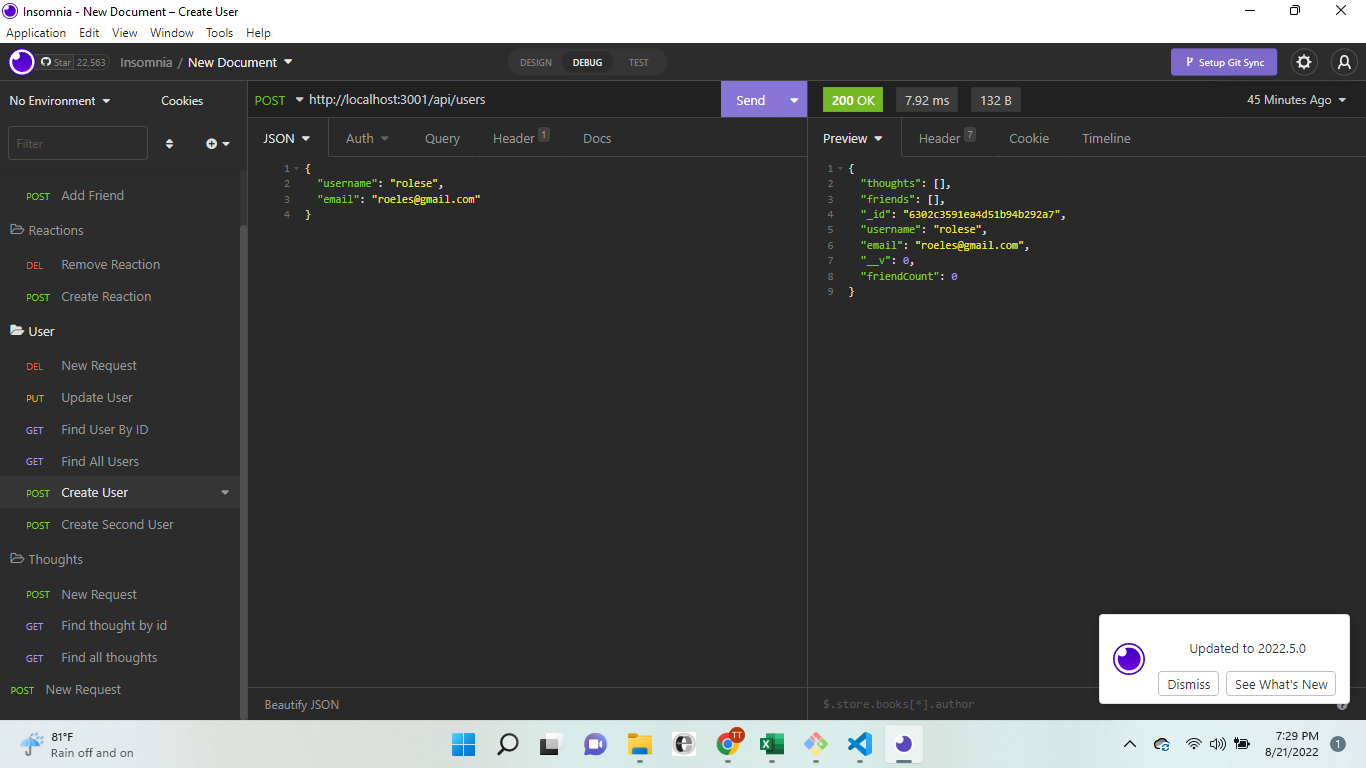 Insomnia - New Document – Create User
Application Edit View Window Tools Help
Star 22,563 Insomnia / New Document DESIGN DEBUG TEST Setup Git Sync
No Environment Cookies POST http://localhost:3001/api/users Send 200 OK 7.92 ms 132 B 45 Minutes Ago
Filter JSON Auth Query Header 1 Docs Preview Header 7 Cookie Timeline
POST Add Friend
Reactions
DEL Remove Reaction
POST Create Reaction
User
DEL New Request
PUT Update User
GET Find User By ID
GET Find All Users
POST Create User
POST Create Second User
Thoughts
POST New Request
GET Find thought by id
GET Find all thoughts
POST New Request
1 {
2 "username": "rolese",
3 "email": "roeles@gmail.com"
4 }
Beautify JSON
1 {
2 "thoughts": [],
3 "friends": [],
4 "_id": "6302c3591ea4d51b94b292a7",
5 "username": "rolese",
6 "email": "roeles@gmail.com",
7 "__v": 0,
8 "friendCount": 0
9 }
$.store.books[*].author
Updated to 2022.5.0
Dismiss See What's New
81°F
Rain off and on
TT
7:29 PM
8/21/2022
1